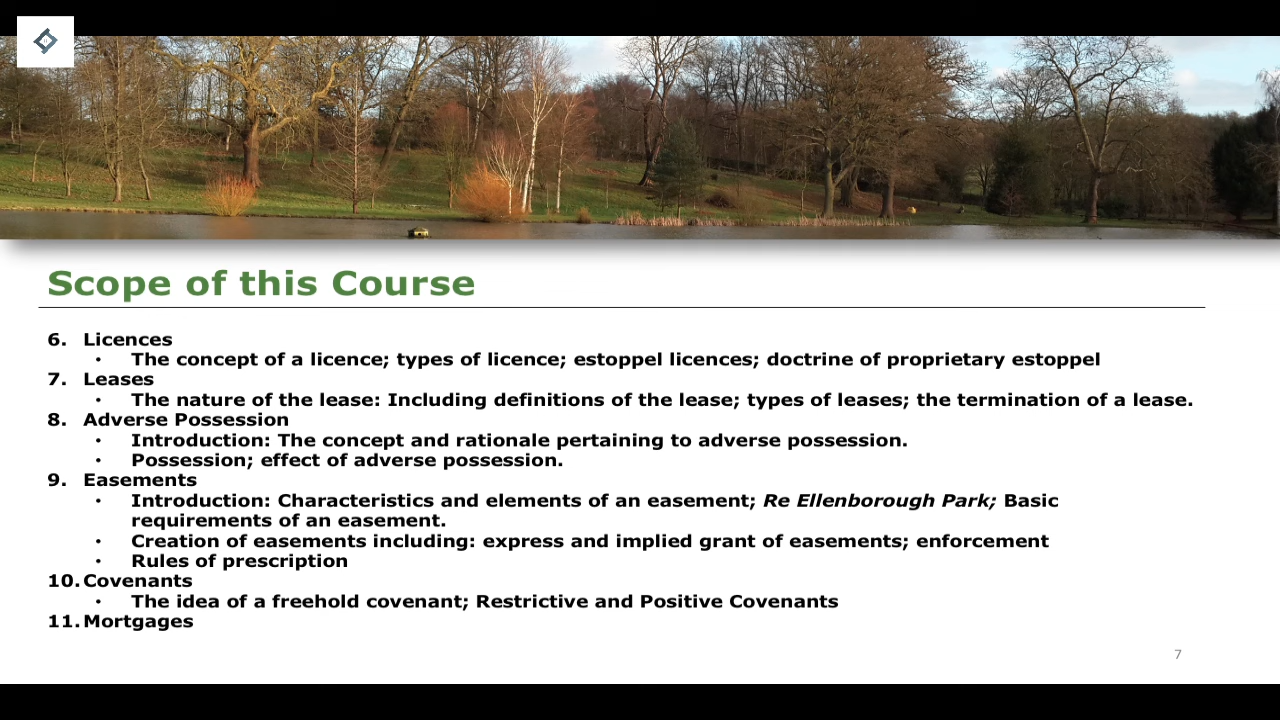 Scope of this Course
6. Licences
• The concept of a licence; types of licence; estoppel licences; doctrine of proprietary estoppel
7. Leases
• The nature of the lease: Including definitions of the lease; types of leases; the termination of a lease.
8. Adverse Possession
• Introduction: The concept and rationale pertaining to adverse possession.
• Possession; effect of adverse possession.
9. Easements
• Introduction: Characteristics and elements of an easement; Re Ellenborough Park; Basic
requirements of an easement.
• Creation of easements including: express and implied grant of easements; enforcement
• Rules of prescription
10. Covenants
• The idea of a freehold covenant; Restrictive and Positive Covenants
11. Mortgages
7